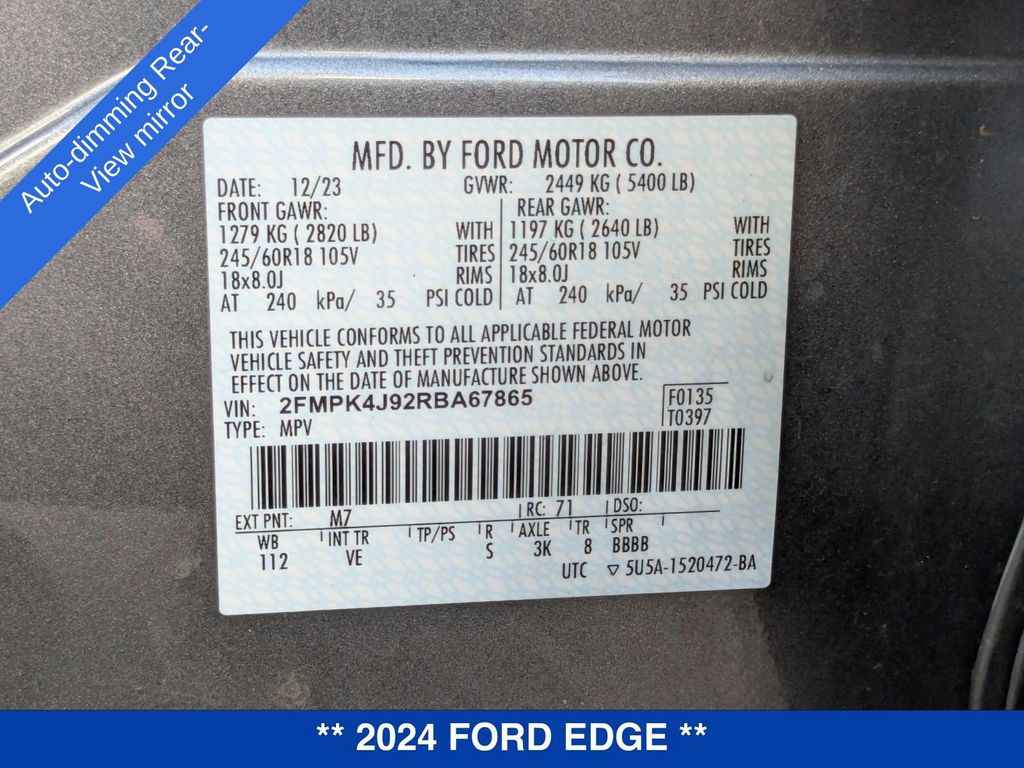 Auto-dimming Rear-
View mirror
MFD. BY FORD MOTOR CO.
DATE: 12/23 GVWR: 2449 KG ( 5400 LB)
FRONT GAWR: REAR GAWR:
1279 KG ( 2820 LB) WITH 1197 KG ( 2640 LB) WITH
245/60R18 105V TIRES 245/60R18 105V TIRES
18x8.0J RIMS 18x8.0J RIMS
AT 240 kPa/ 35 PSI COLD AT 240 kPa/ 35 PSI COLD
THIS VEHICLE CONFORMS TO ALL APPLICABLE FEDERAL MOTOR
VEHICLE SAFETY AND THEFT PREVENTION STANDARDS IN
EFFECT ON THE DATE OF MANUFACTURE SHOWN ABOVE.
VIN: 2FMPK4J92RBA67865 F0135
TYPE: MPV T0397
EXT PNT: M7 RC: 71 DSO:
WB INT TR TP/PS R AXLE TR SPR
112 VE S 3K 8 BBBB
UTC ▽ 5U5A-1520472-BA
** 2024 FORD EDGE **